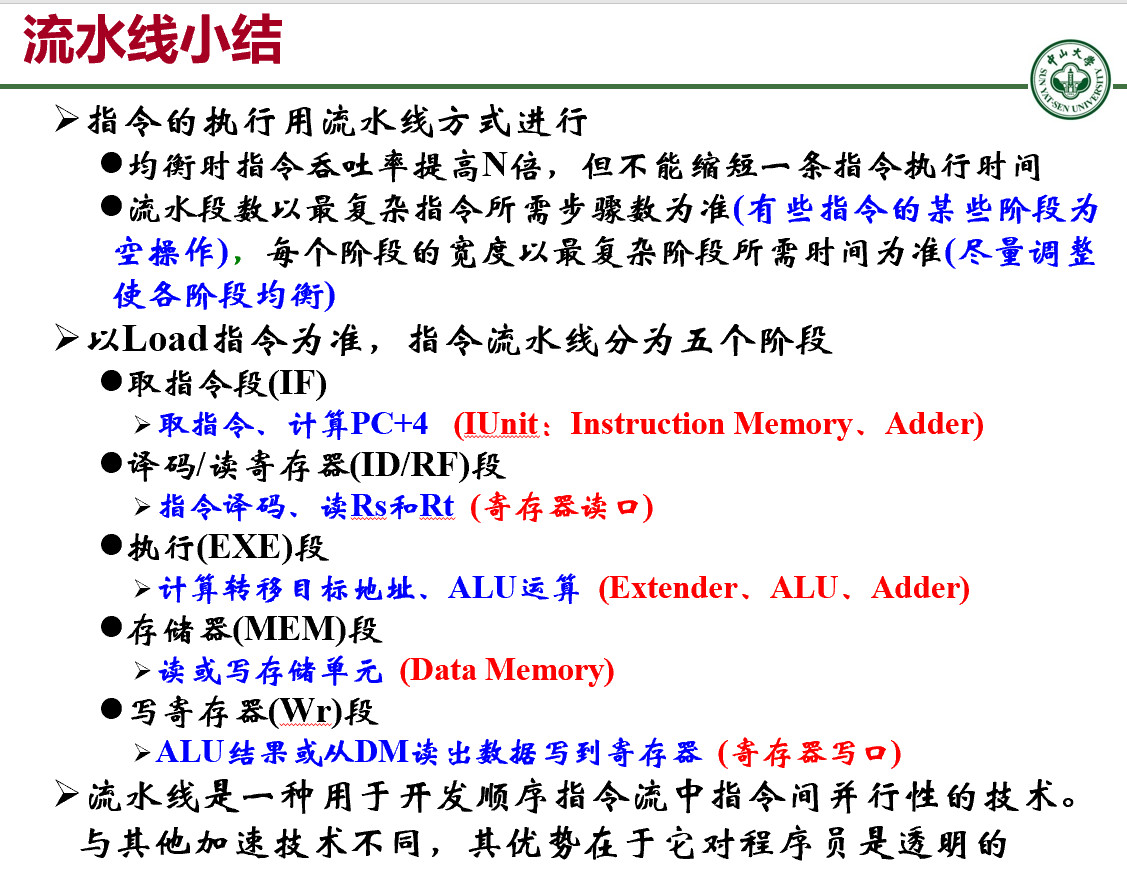 流水线小结
中山大学
SUN YAT-SEN UNIVERSITY
指令的执行用流水线方式进行
均衡时指令吞吐率提高N倍，但不能缩短一条指令执行时间
流水段数以最复杂指令所需步骤数为准(有些指令的某些阶段为
空操作)，每个阶段的宽度以最复杂阶段所需时间为准(尽量调整
使各阶段均衡)
以Load指令为准，指令流水线分为五个阶段
取指令段(IF)
取指令、计算PC+4 (IUnit：Instruction Memory、Adder)
译码/读寄存器(ID/RF)段
指令译码、读Rs和Rt (寄存器读口)
执行(EXE)段
计算转移目标地址、ALU运算 (Extender、ALU、Adder)
存储器(MEM)段
读或写存储单元 (Data Memory)
写寄存器(Wr)段
ALU结果或从DM读出数据写到寄存器 (寄存器写口)
流水线是一种用于开发顺序指令流中指令间并行性的技术。
与其他加速技术不同，其优势在于它对程序员是透明的